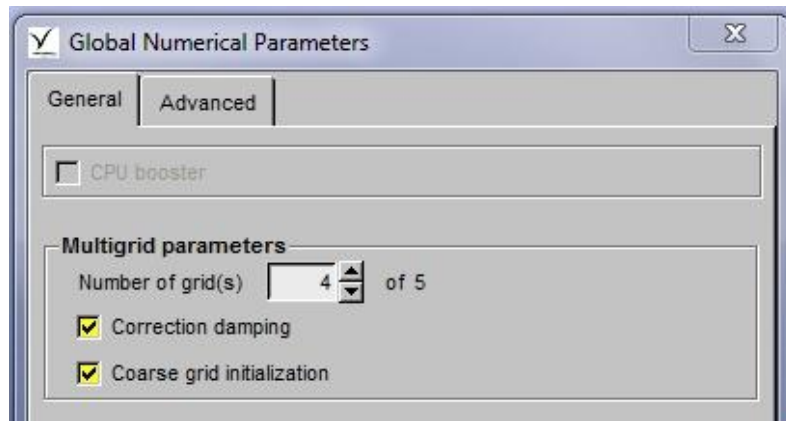 Global Numerical Parameters
General Advanced
CPU booster
Multigrid parameters
Number of grid(s) 4 of 5
Correction damping
Coarse grid initialization